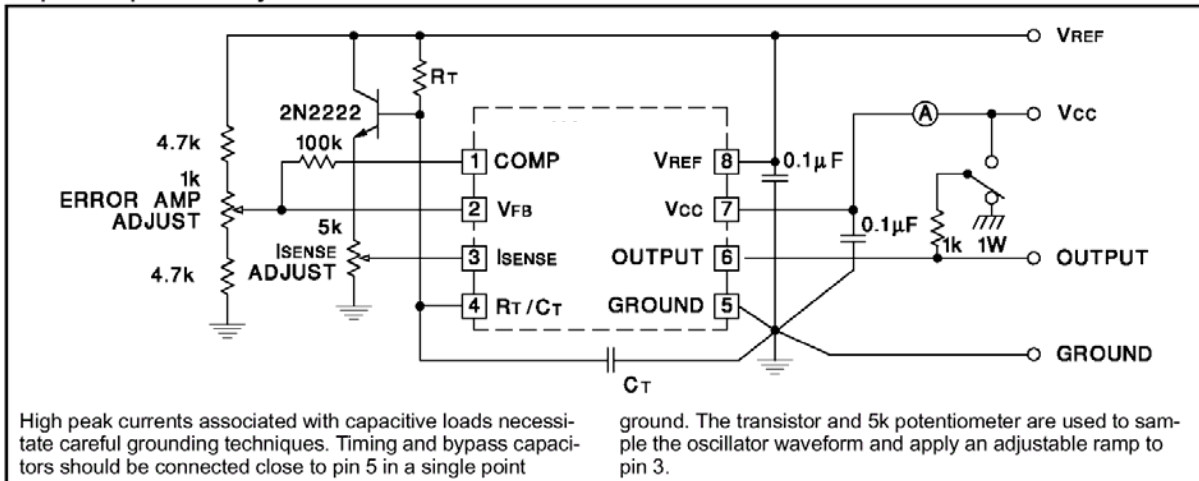 VREF
RT
A
VCC
2N2222
4.7k
100k
1 COMP
VREF 8
0.1µF
1k
ERROR AMP
ADJUST
2 VFB
VCC 7
0.1µF
5k
ISENSE
ADJUST
3 ISENSE
OUTPUT 6
1k
1W
OUTPUT
4.7k
4 RT/CT
GROUND 5
GROUND
CT
High peak currents associated with capacitive loads necessi-
tate careful grounding techniques. Timing and bypass capaci-
tors should be connected close to pin 5 in a single point
ground. The transistor and 5k potentiometer are used to sam-
ple the oscillator waveform and apply an adjustable ramp to
pin 3.